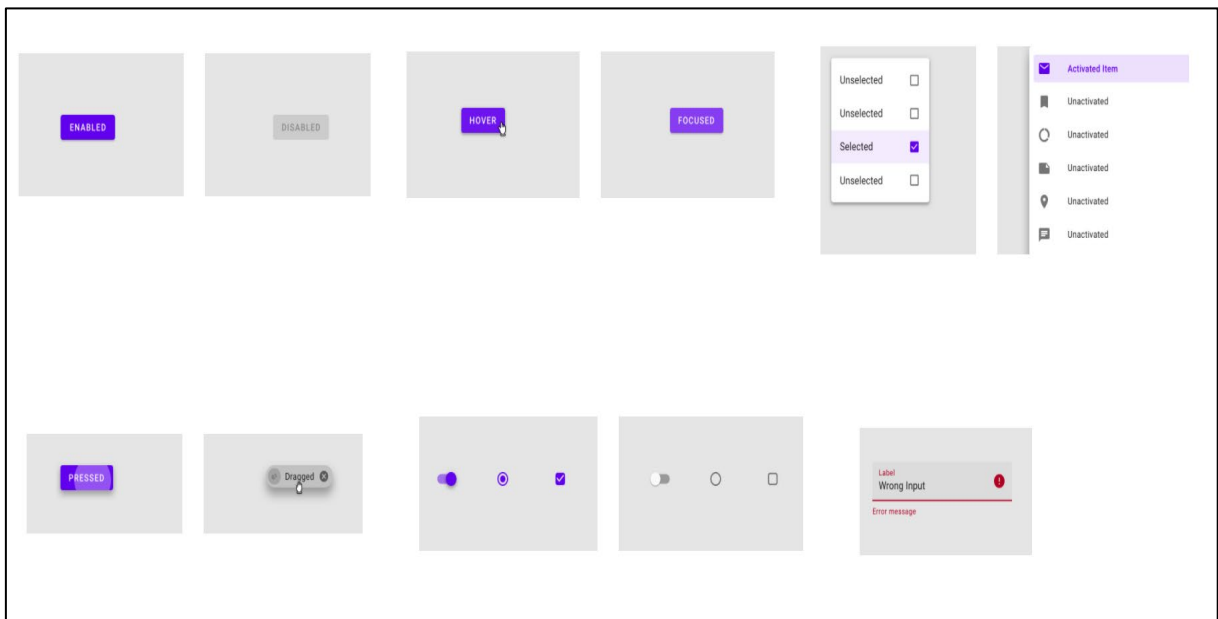 ENABLED
DISABLED
HOVER
FOCUSED
Unselected
Unselected
Selected
Unselected
Activated Item
Unactivated
Unactivated
Unactivated
Unactivated
Unactivated
PRESSED
Dragged
Label
Wrong Input
Error message